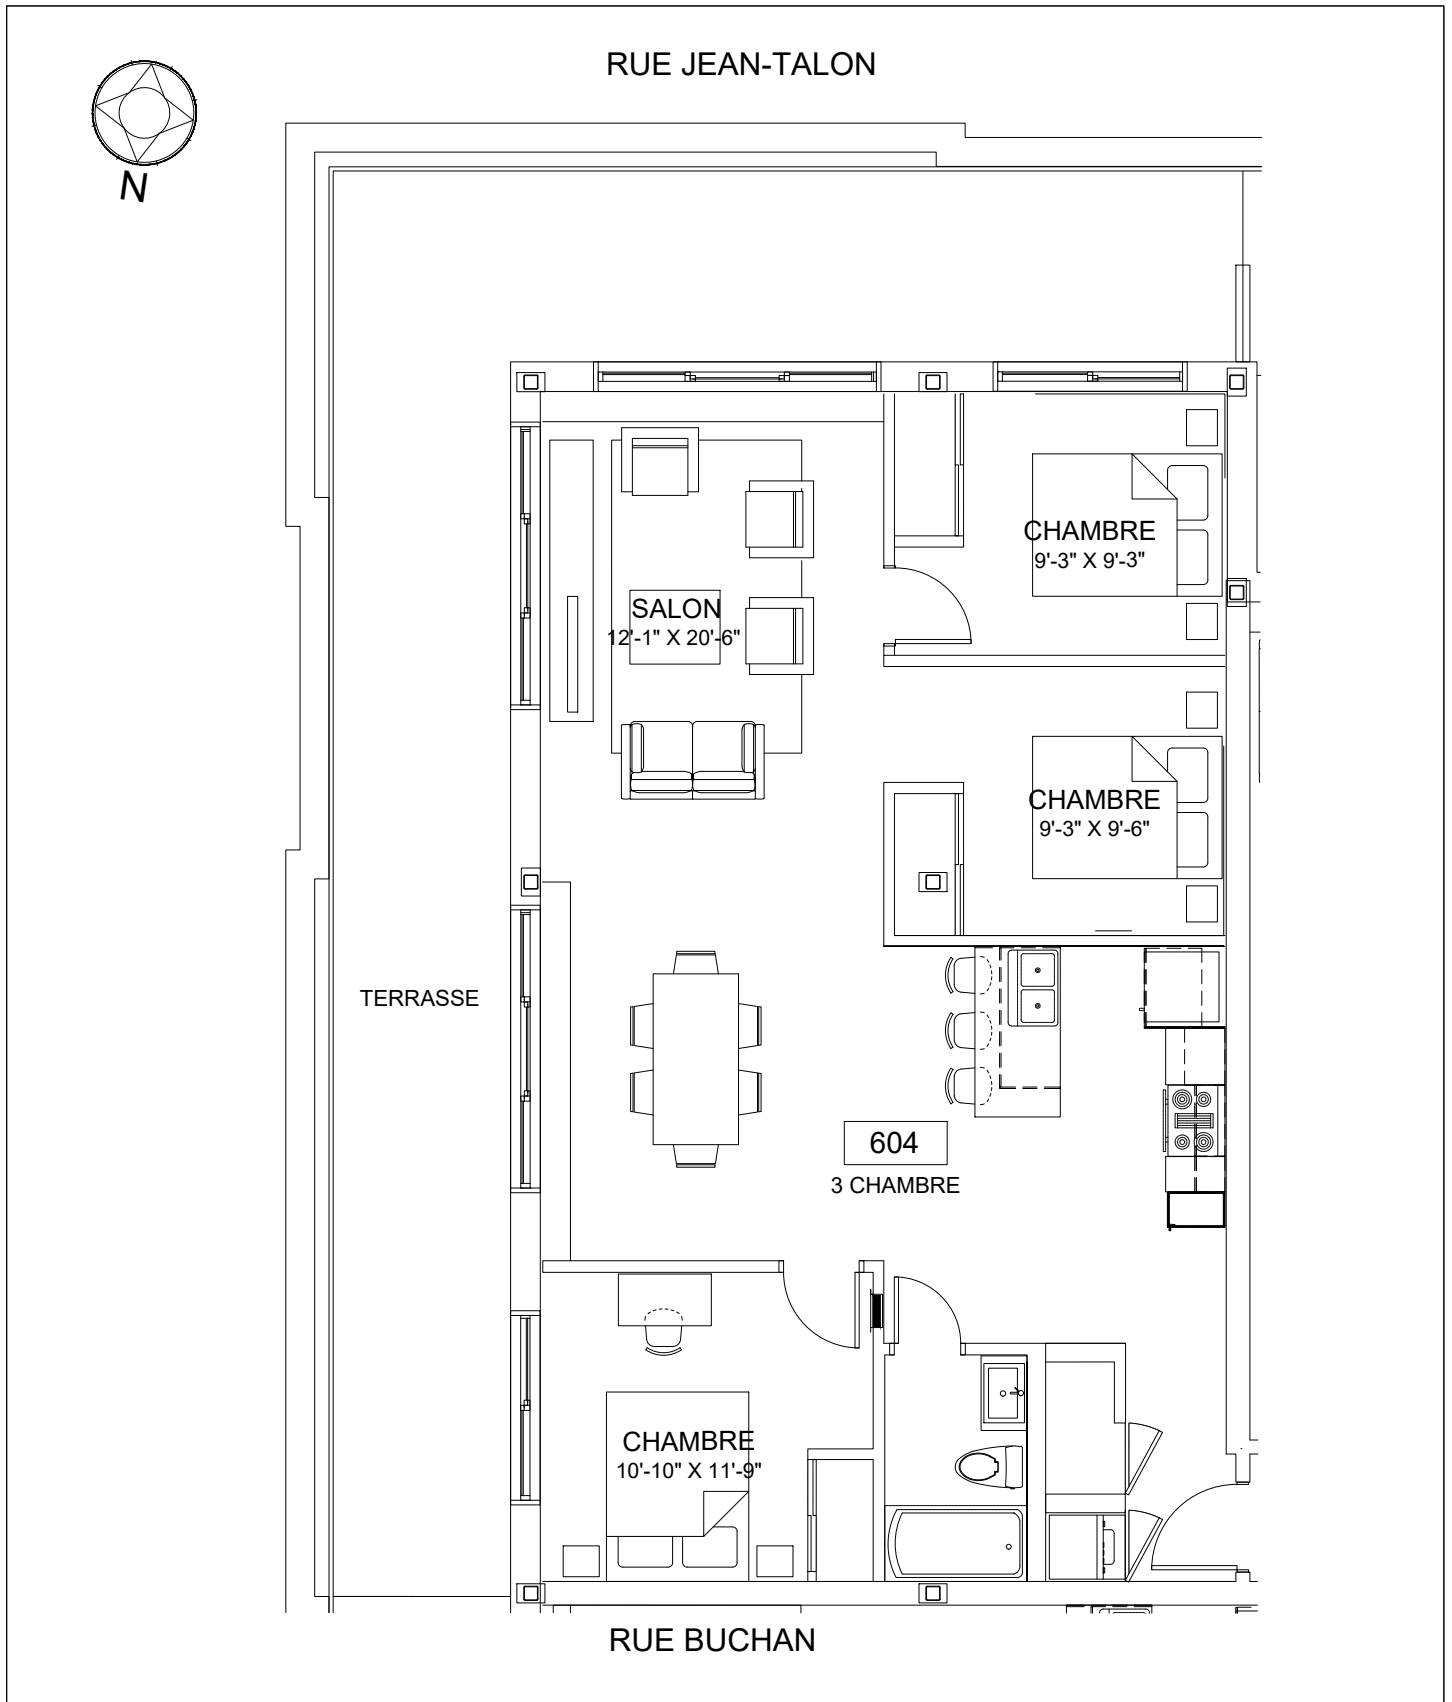 RUE JEAN-TALON
N
CHAMBRE
9'-3" X 9'-3"
SALON
12'-1" X 20'-6"
CHAMBRE
9'-3" X 9'-6"
TERRASSE
604
3 CHAMBRE
CHAMBRE
10'-10" X 11'-9"
RUE BUCHAN